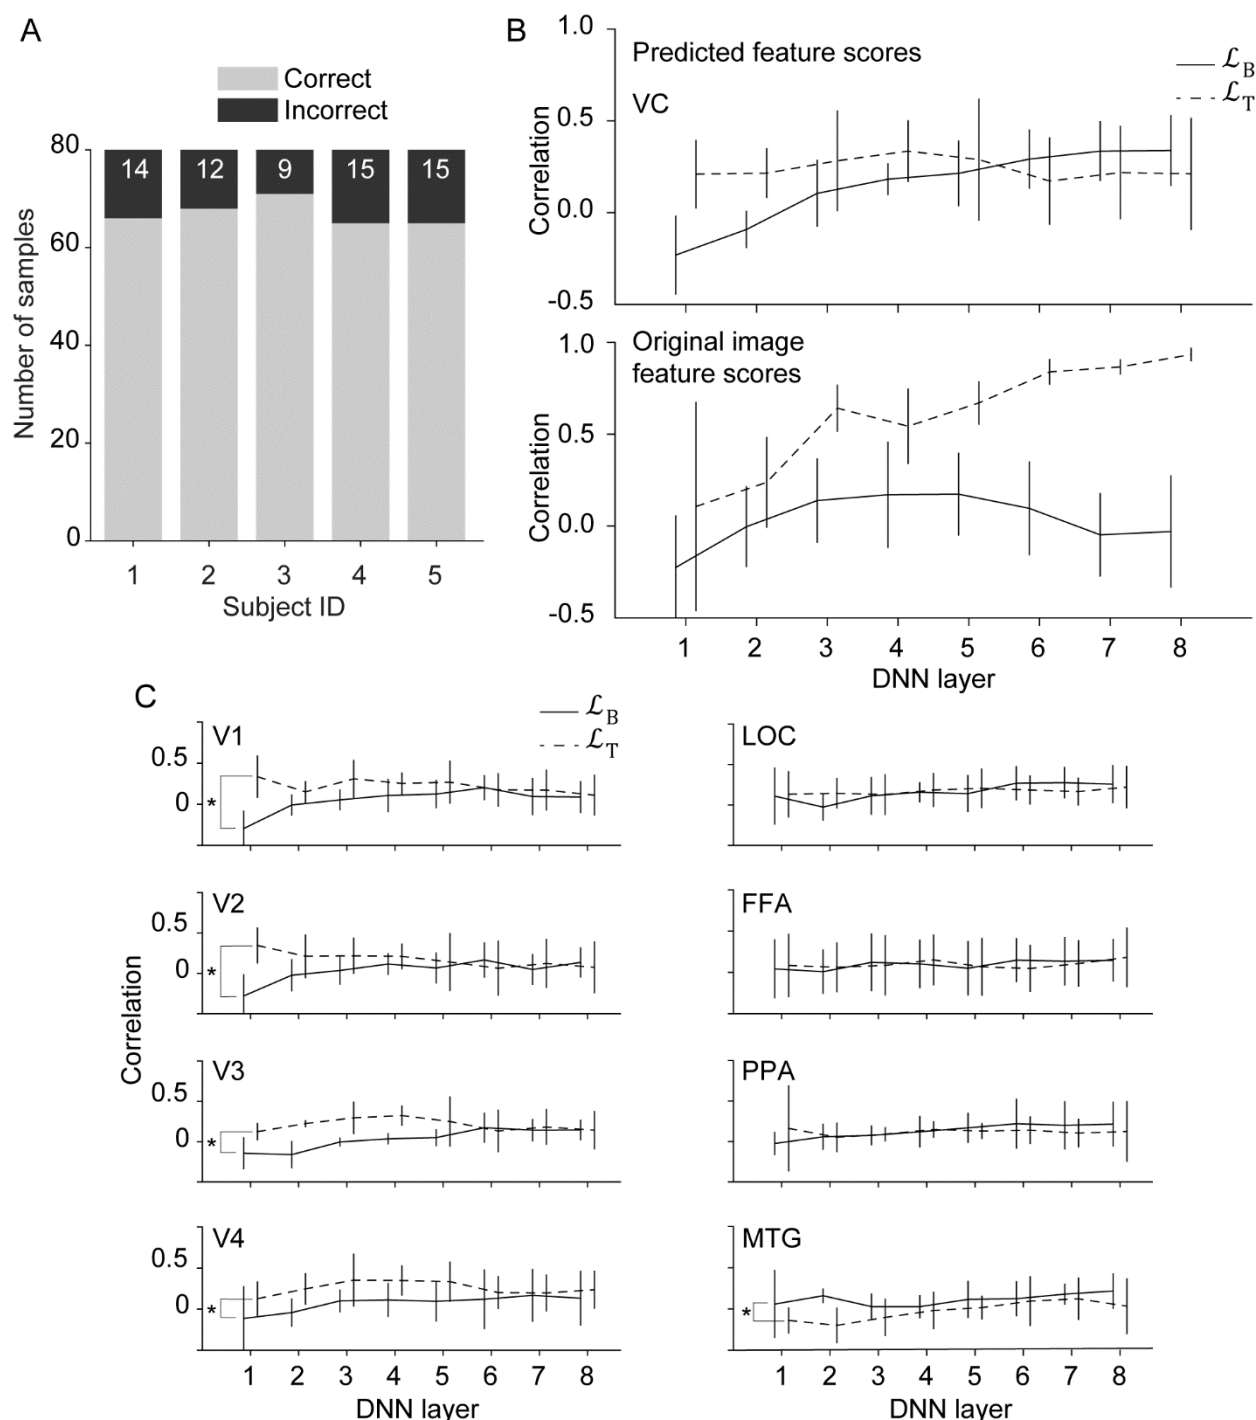 A
Correct
Incorrect
Number of samples
80
60
40
20
0
14
12
9
15
15
1 2 3 4 5
Subject ID
B
Predicted feature scores
VC
ℒB
ℒT
Correlation
1.0
0.5
0.0
-0.5
Original image
feature scores
Correlation
1.0
0.5
0.0
-0.5
1 2 3 4 5 6 7 8
DNN layer
C
ℒB
ℒT
Correlation
V1
0.5
0
*
V2
0.5
0
*
V3
0.5
0
*
V4
0.5
0
*
1 2 3 4 5 6 7 8
DNN layer
LOC
FFA
PPA
MTG
*
1 2 3 4 5 6 7 8
DNN layer